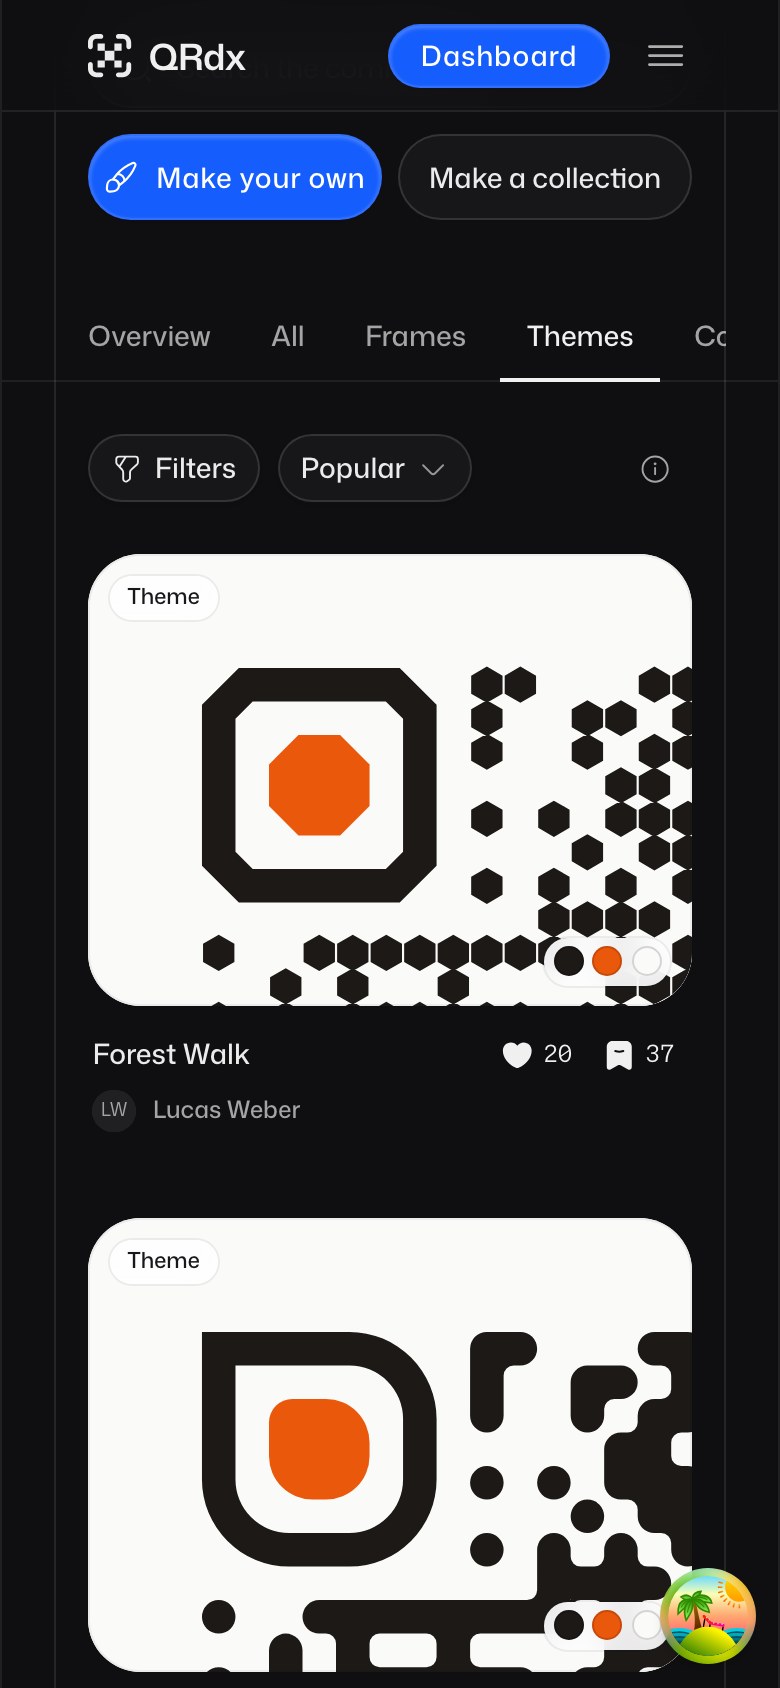 QRdx
Dashboard
Make your own
Make a collection
Overview
All
Frames
Themes
Filters
Popular
Theme
Forest Walk
20
37
LW
Lucas Weber
Theme